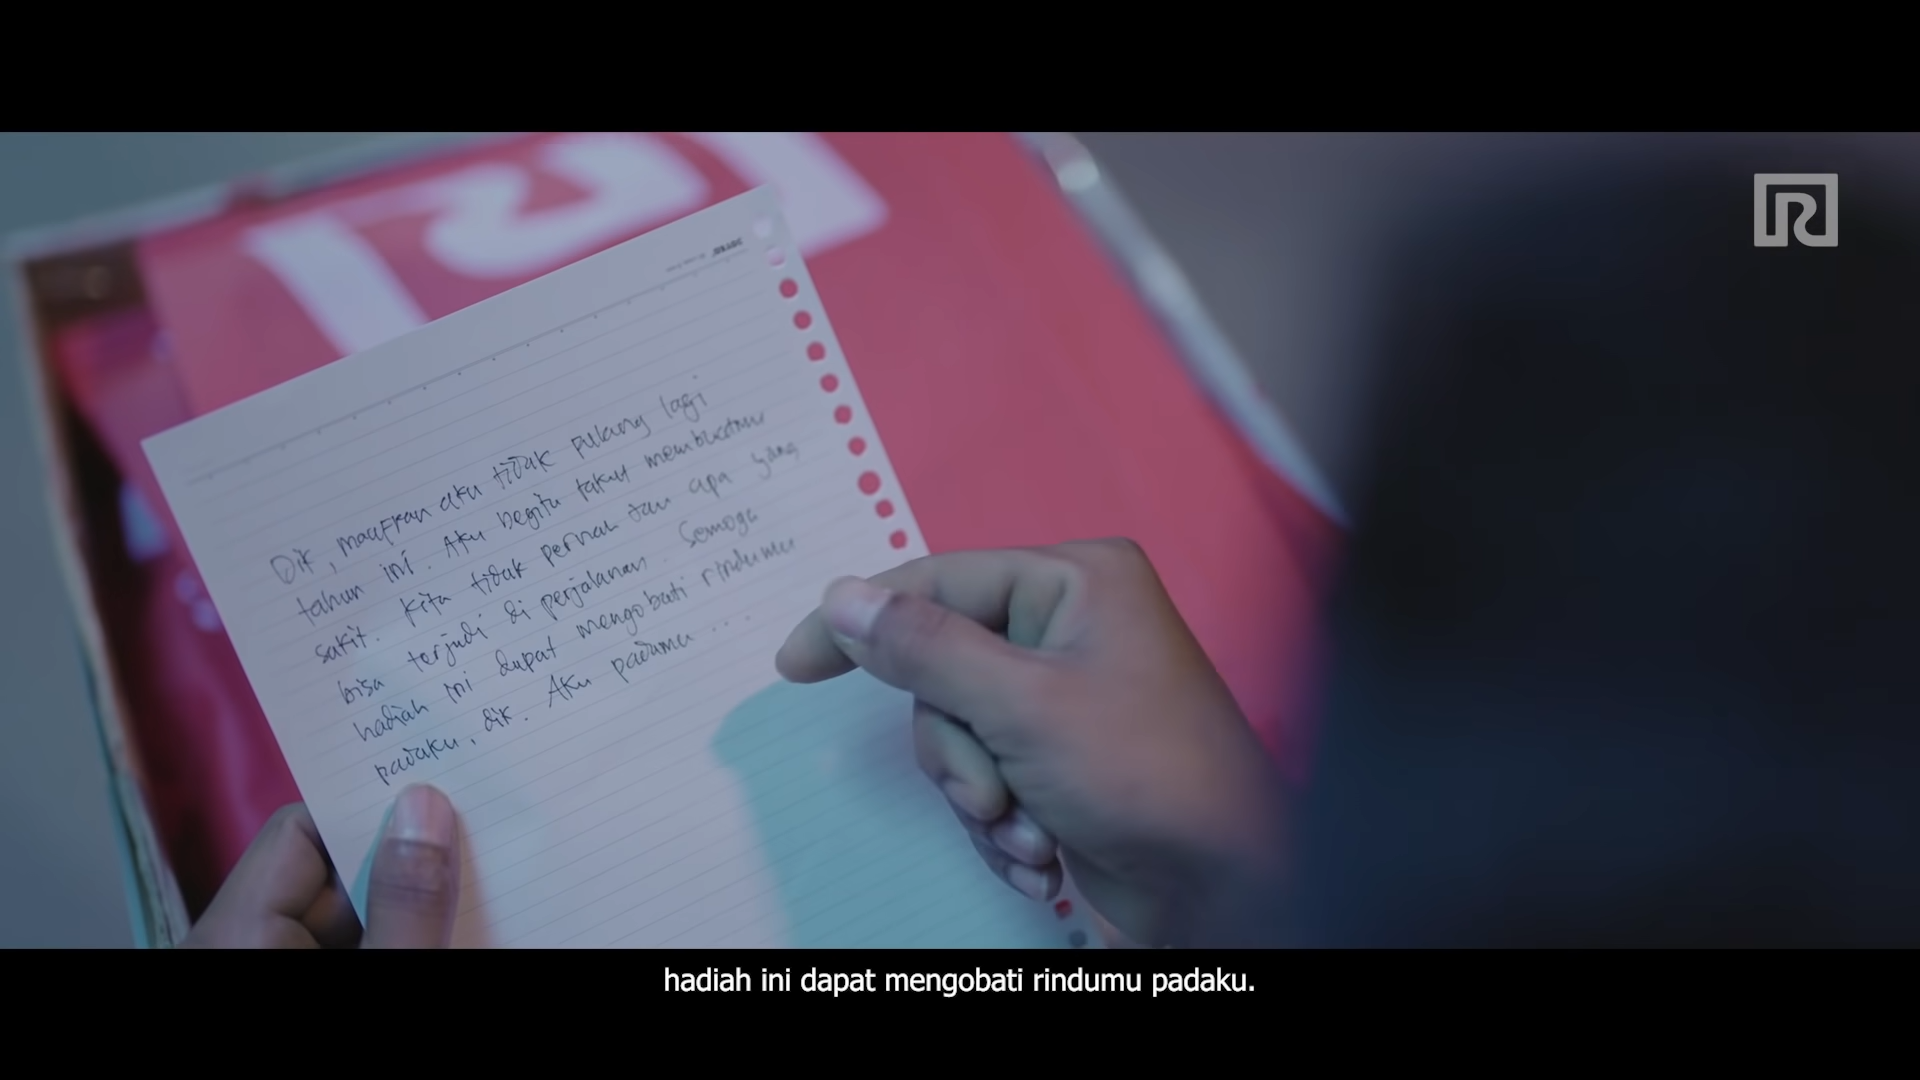 Dik, maafkan aku tidak pulang lagi
tahun ini. Aku begitu takut membuatmu
sakit. Kita tidak pernah tau apa yang
bisa terjadi di perjalanan. Semoga
hadiah ini dapat mengobati rindumu
padaku, dik. Aku padamu...
hadiah ini dapat mengobati rindumu padaku.